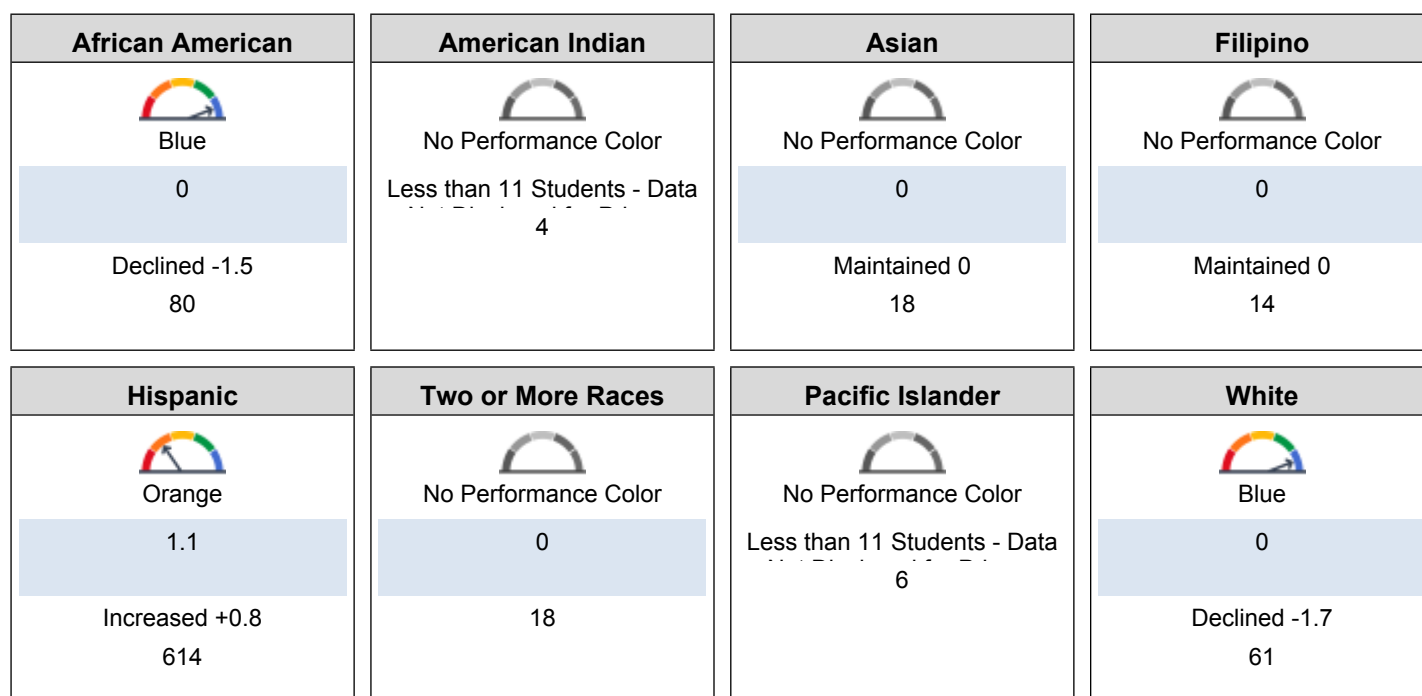 African American
Blue
0
Declined -1.5
80
American Indian
No Performance Color
Less than 11 Students - Data
4
Asian
No Performance Color
0
Maintained 0
18
Filipino
No Performance Color
0
Maintained 0
14
Hispanic
Orange
1.1
Increased +0.8
614
Two or More Races
No Performance Color
0
18
Pacific Islander
No Performance Color
Less than 11 Students - Data
6
White
Blue
0
Declined -1.7
61